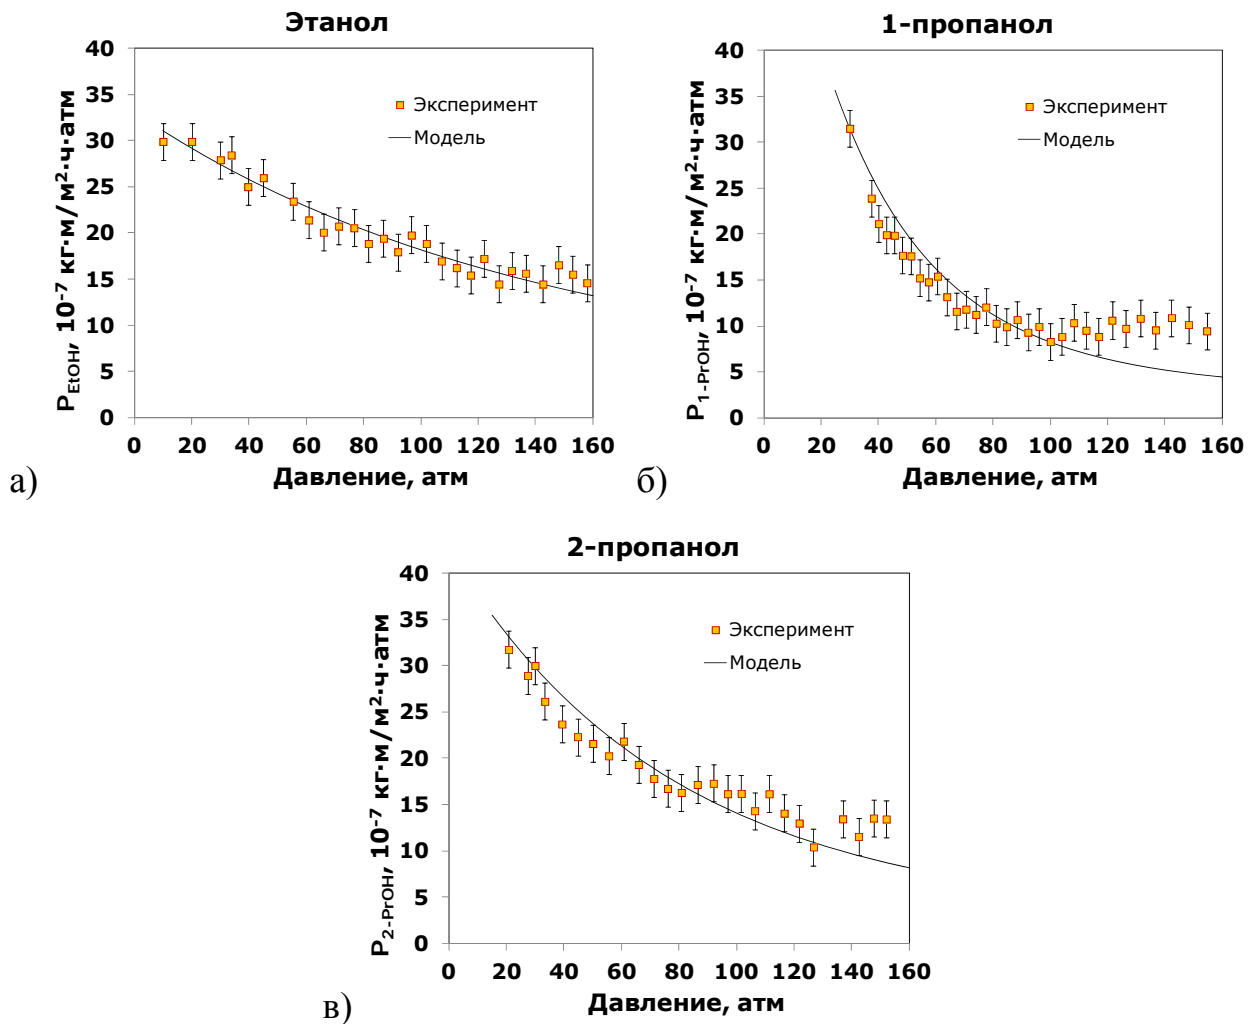 Этанол
40
35
30
25
20
15
10
5
0
P_EtOH, 10⁻⁷ кг·м/м²·ч·атм
Эксперимент
Модель
0 20 40 60 80 100 120 140 160
Давление, атм
а)
1-пропанол
40
35
30
25
20
15
10
5
0
P_1-PrOH, 10⁻⁷ кг·м/м²·ч·атм
Эксперимент
Модель
0 20 40 60 80 100 120 140 160
Давление, атм
б)
2-пропанол
40
35
30
25
20
15
10
5
0
P_2-PrOH, 10⁻⁷ кг·м/м²·ч·атм
Эксперимент
Модель
0 20 40 60 80 100 120 140 160
Давление, атм
в)